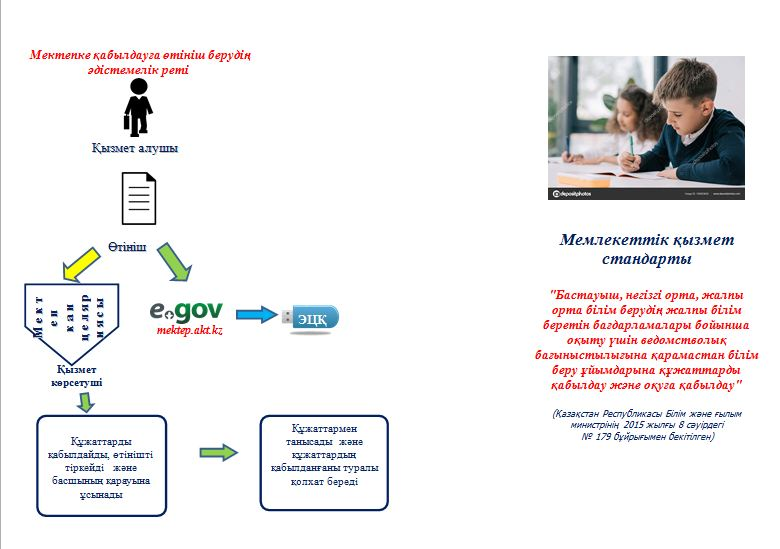 Мектепке қабылдауға өтініш берудің
әдістемелік реті
Қызмет алушы
Өтініш
Мект
еп
кан
целяр
иясы
e.gov
mektep.akt.kz
ЭЦҚ
Қызмет
көрсетуші
Құжаттарды
қабылдайды, өтінішті
тіркейді және
басшының қарауына
ұсынады
Құжаттармен
танысады және
құжаттардың
қабылданғаны туралы
қолхат береді
depositphotos
Мемлекеттік қызмет
стандарты
"Бастауыш, негізгі орта, жалпы
орта білім берудің жалпы білім
беретін бағдарламалары бойынша
оқыту үшін ведомстволық
бағыныстылығына қарамастан білім
беру ұйымдарына құжаттарды
қабылдау және оқуға қабылдау"
(Қазақстан Республикасы Білім және ғылым
министрінің 2015 жылғы 8 сәуірдегі
№ 179 бұйрығымен бекітілген)